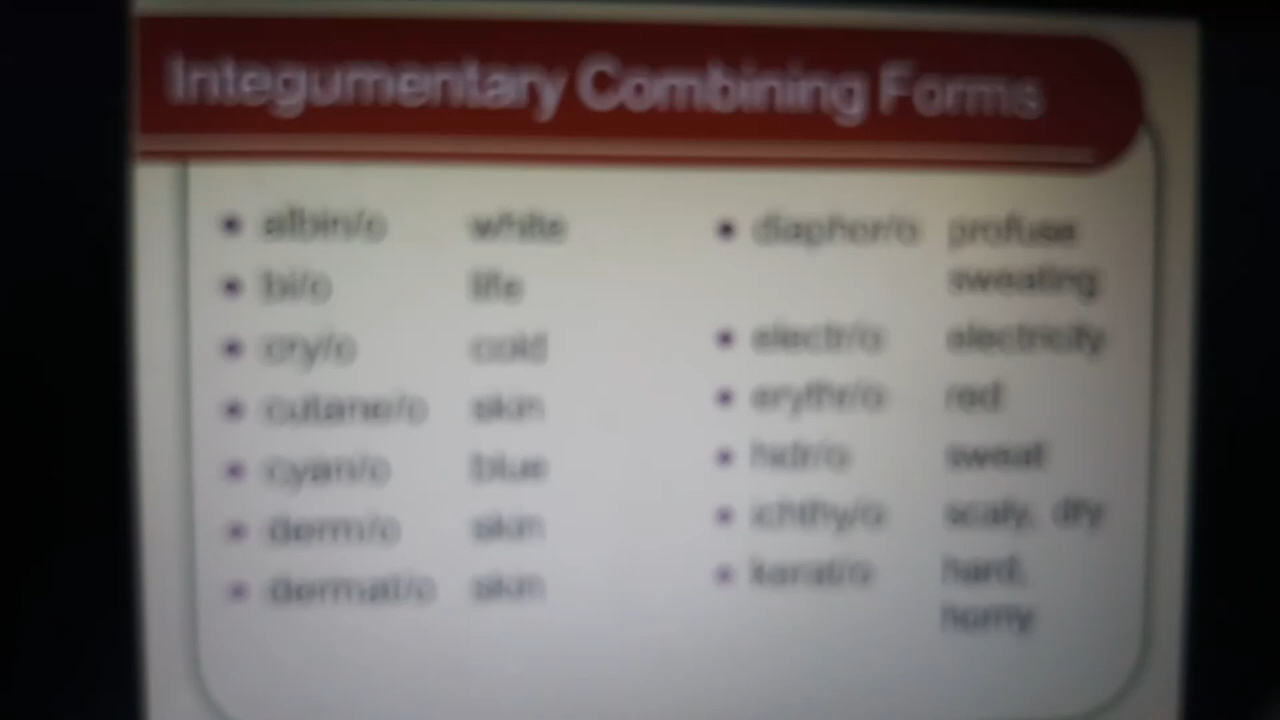 Integumentary Combining Forms
• albin/o white
• bi/o life
• cry/o cold
• cutane/o skin
• cyan/o blue
• derm/o skin
• dermat/o skin
• diaphor/o profuse
sweating
• electr/o electricity
• erythr/o red
• hidr/o sweat
• ichthy/o scaly, dry
• kerat/o hard,
horny